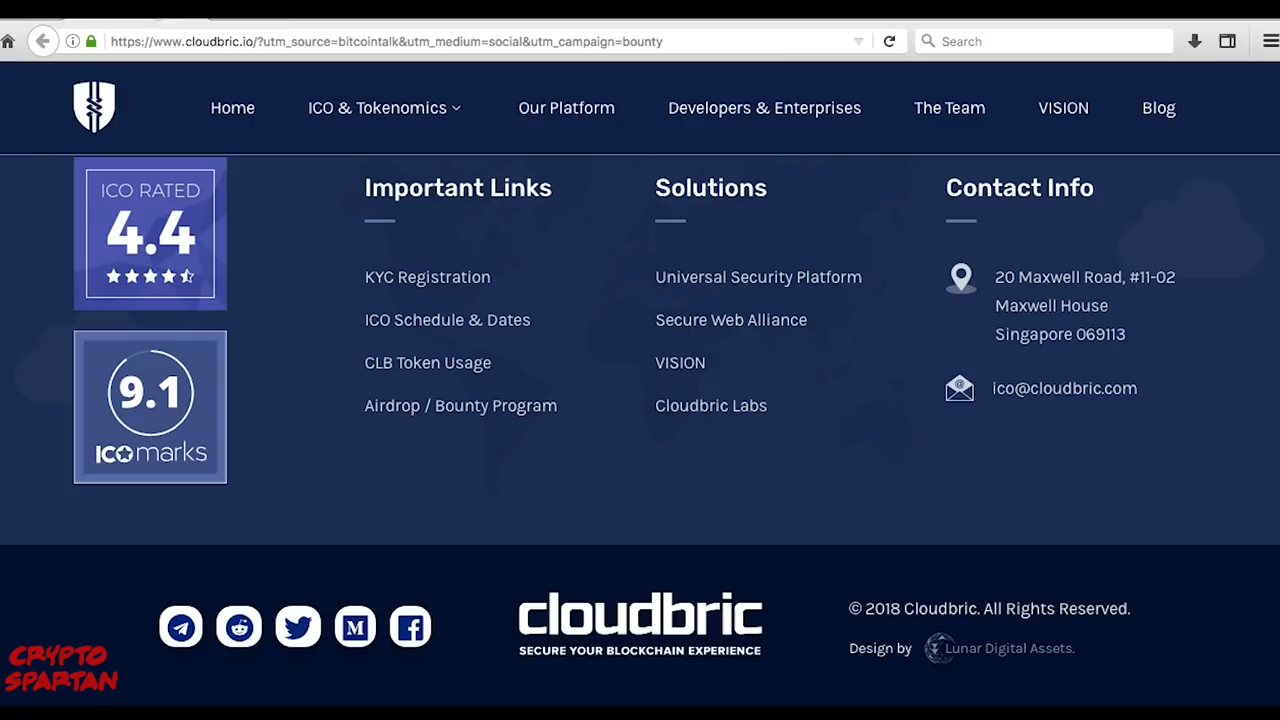 https://www.cloudbric.io/?utm_source=bitcointalk&utm_medium=social&utm_campaign=bounty
Search
Home
ICO & Tokenomics
Our Platform
Developers & Enterprises
The Team
VISION
Blog
ICO RATED
4.4
9.1
ICOmarks
Important Links
KYC Registration
ICO Schedule & Dates
CLB Token Usage
Airdrop / Bounty Program
Solutions
Universal Security Platform
Secure Web Alliance
VISION
Cloudbric Labs
Contact Info
20 Maxwell Road, #11-02
Maxwell House
Singapore 069113
@
ico@cloudbric.com
M
cloudbric
SECURE YOUR BLOCKCHAIN EXPERIENCE
© 2018 Cloudbric. All Rights Reserved.
Design by Lunar Digital Assets.
CRYPTO
SPARTAN